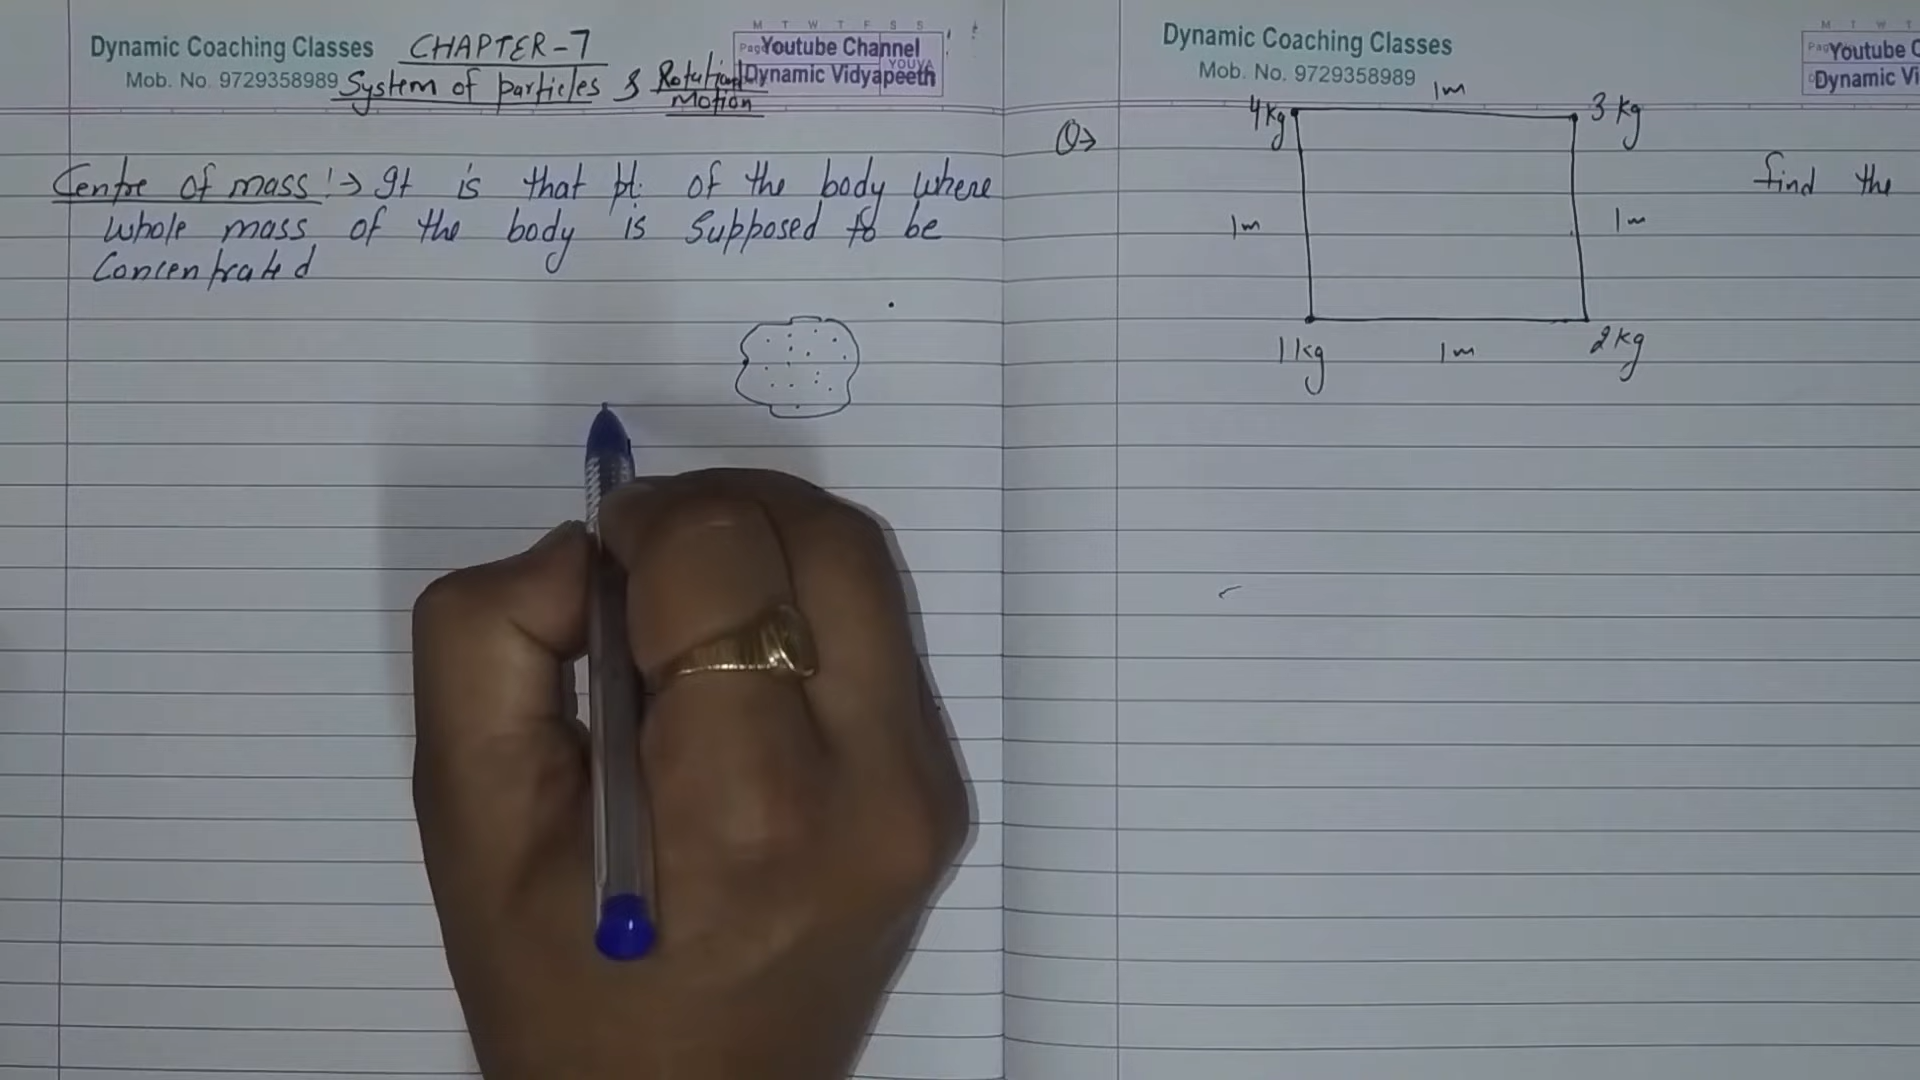 Dynamic Coaching Classes
Mob. No. 9729358989
CHAPTER-7
System of particles & Rotational
Motion
M T W T F S S
Youtube Channel
YOUVA
Dynamic Vidyapeeth
Centre of mass :→ It is that pt. of the body where
whole mass of the body is supposed to be
Concentrated
Dynamic Coaching Classes
Mob. No. 9729358989
M T W T
Youtube C
Dynamic Vi
Q→
4kg
1m
3 kg
find the
1m
1m
1kg
1m
2kg